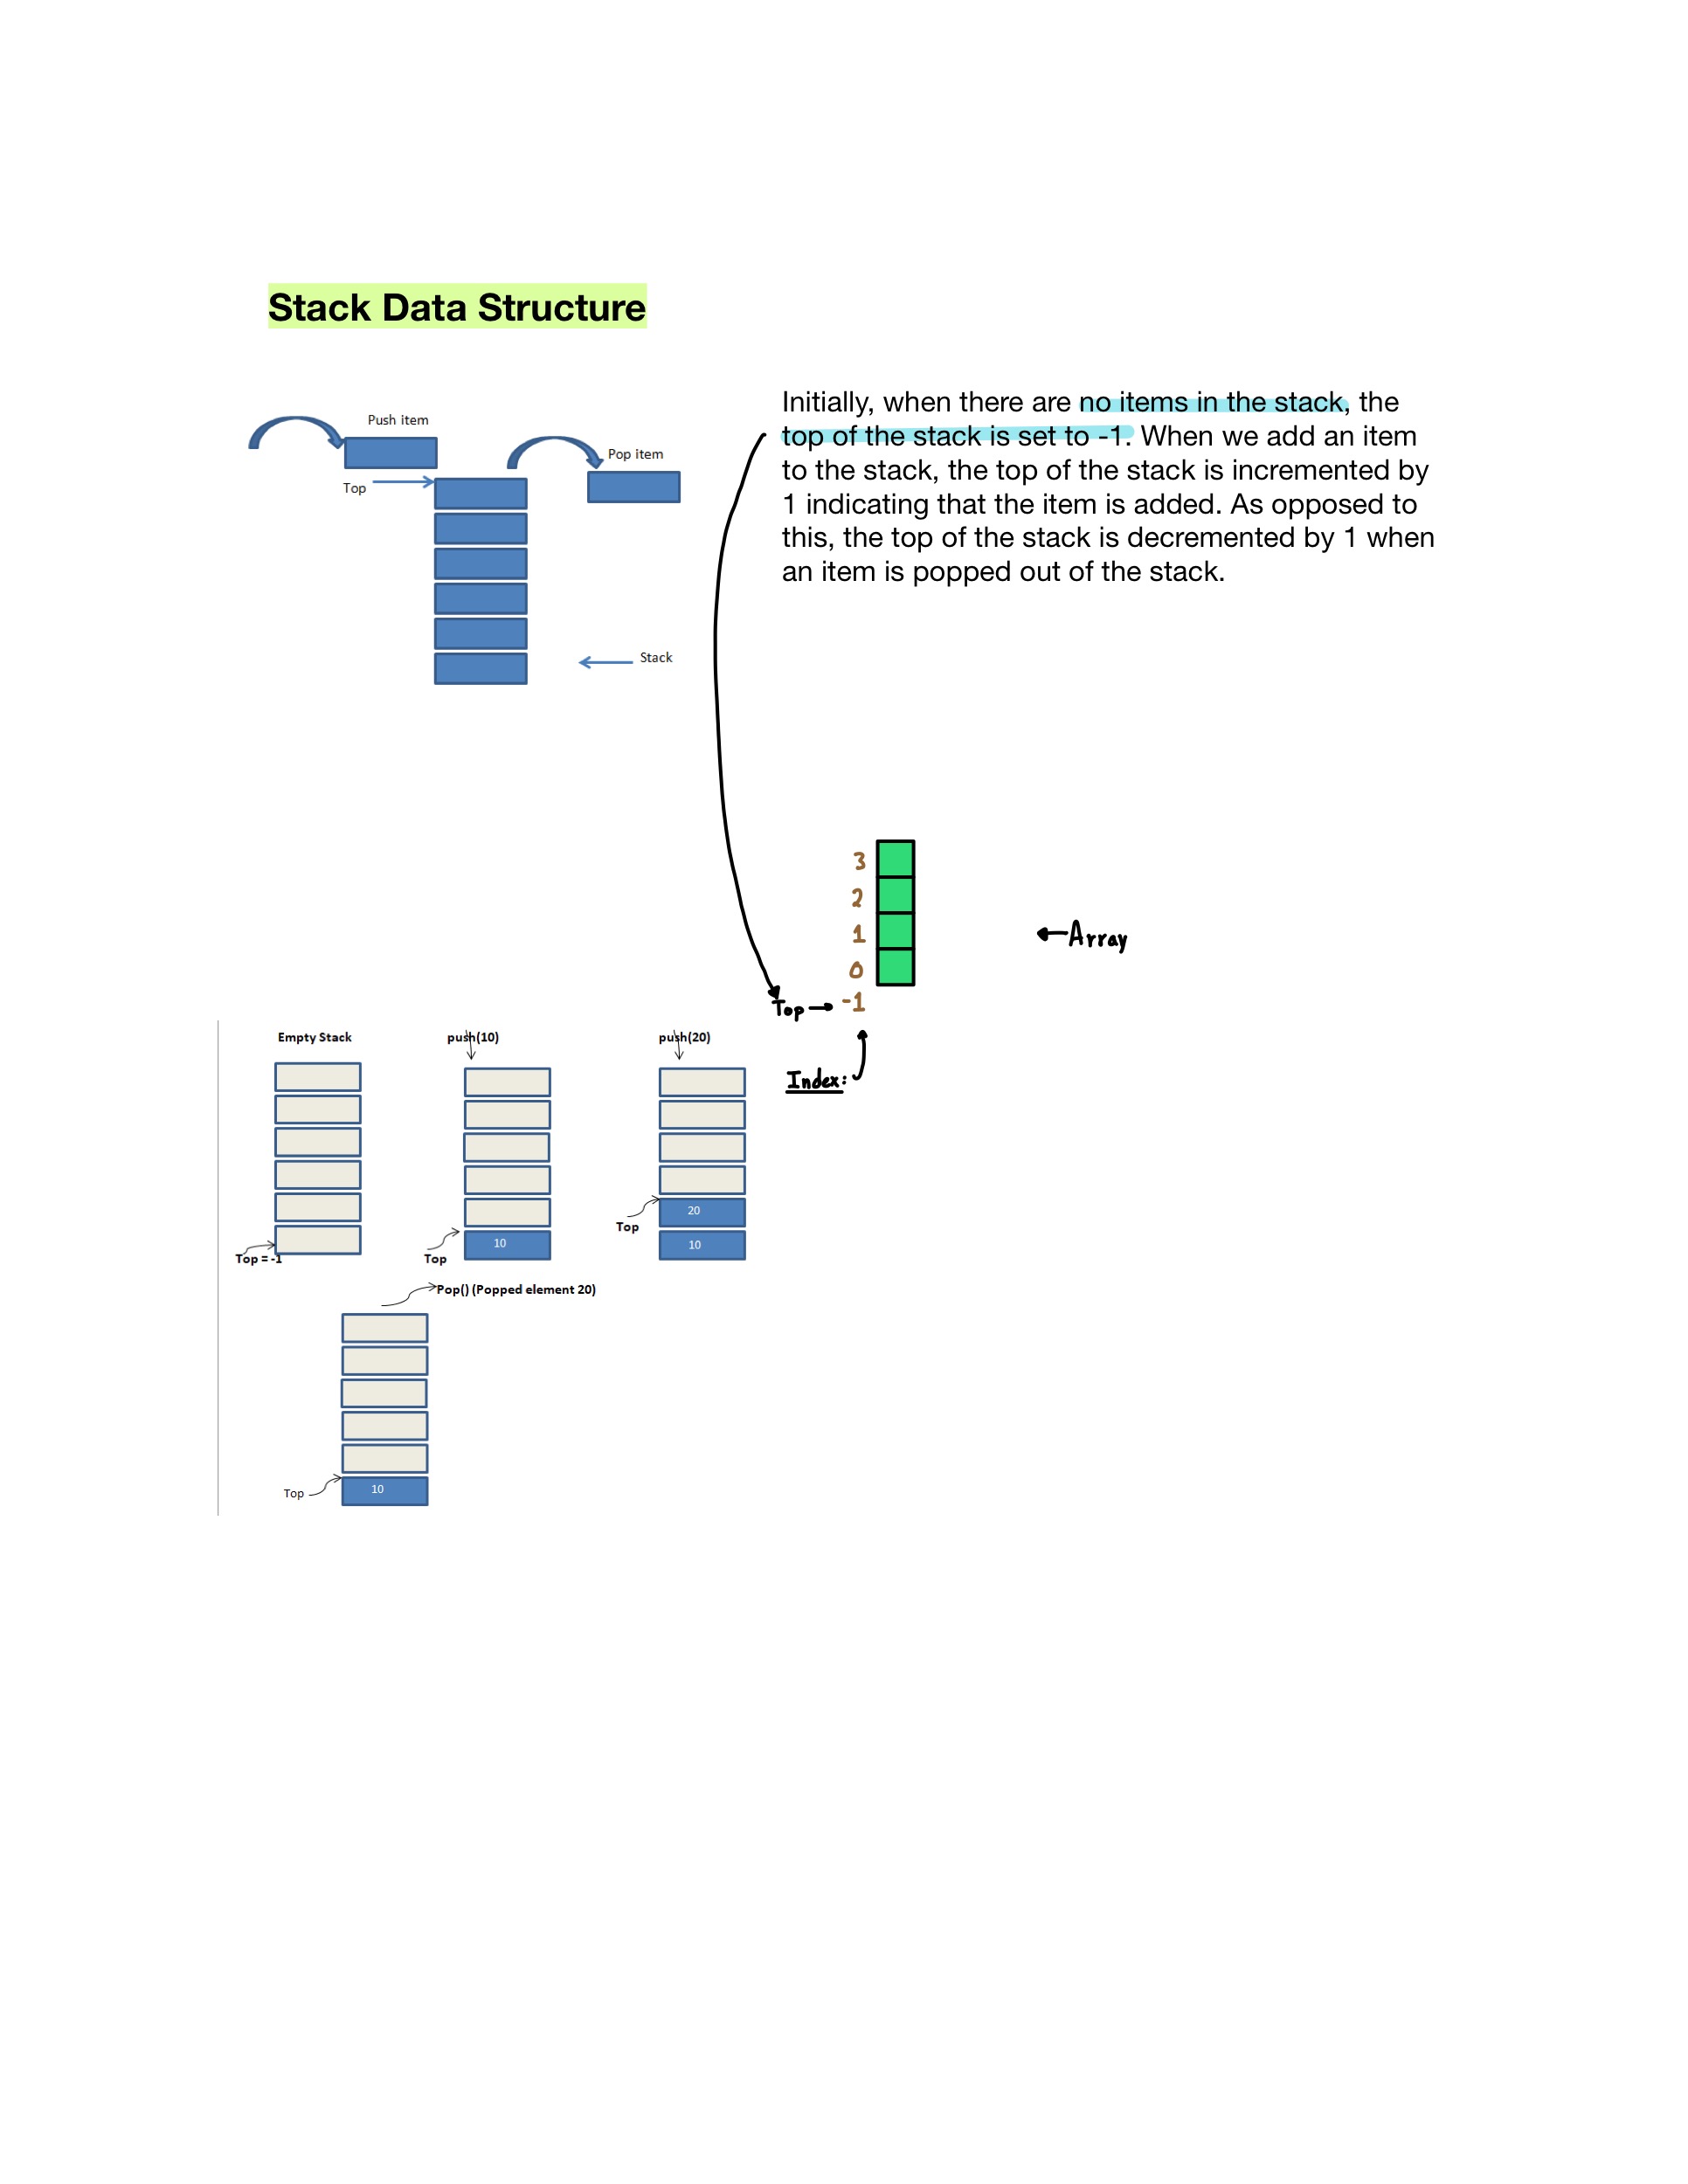 Stack Data Structure
Push item
Pop item
Top
Stack
Initially, when there are no items in the stack, the
top of the stack is set to -1. When we add an item
to the stack, the top of the stack is incremented by
1 indicating that the item is added. As opposed to
this, the top of the stack is decremented by 1 when
an item is popped out of the stack.
3
2
1
0
-1
Array
Top
Index:
Empty Stack
push(10)
push(20)
Top = -1
Top
10
Top
20
10
Pop() (Popped element 20)
Top
10